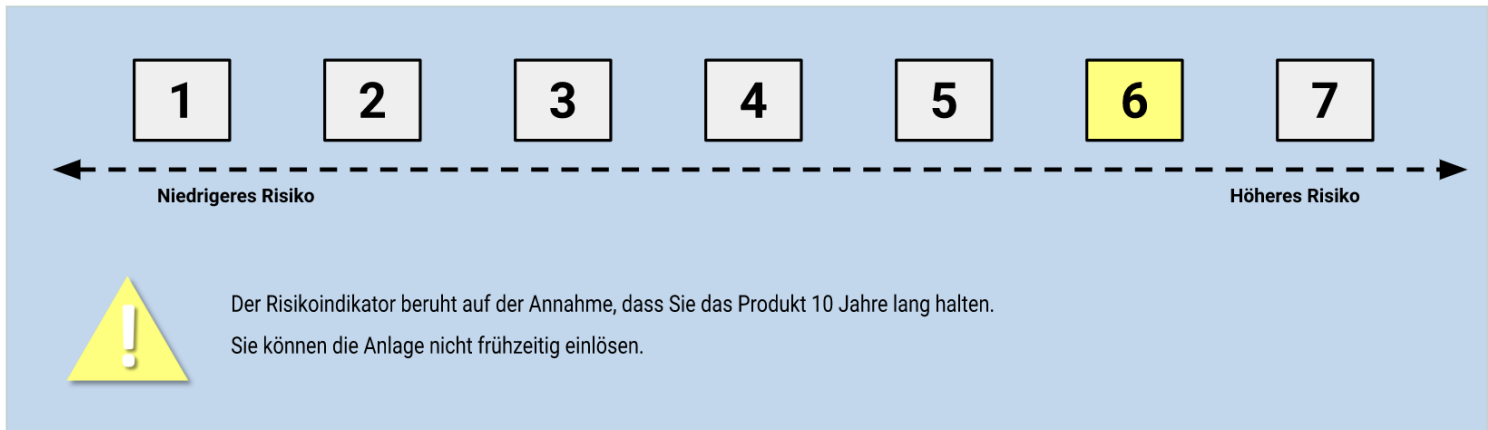 1 2 3 4 5 6 7
Niedrigeres Risiko Höheres Risiko
!
Der Risikoindikator beruht auf der Annahme, dass Sie das Produkt 10 Jahre lang halten.
Sie können die Anlage nicht frühzeitig einlösen.